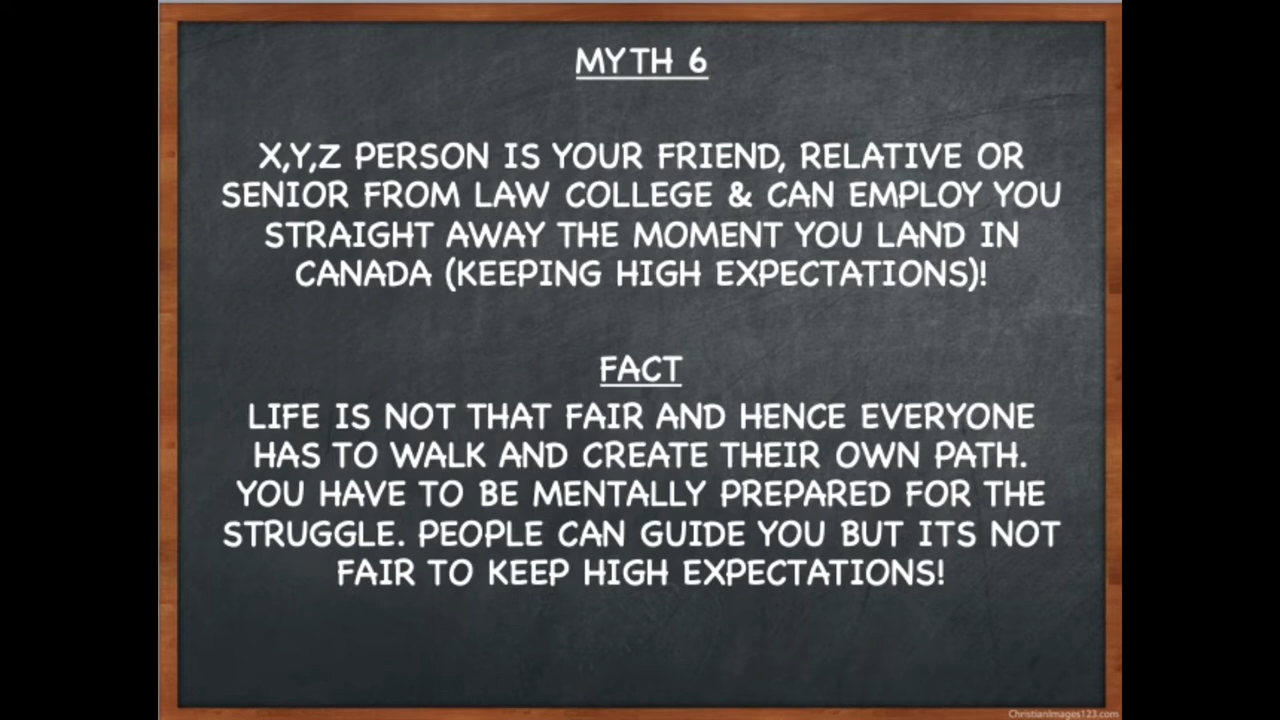 MYTH 6
X,Y,Z PERSON IS YOUR FRIEND, RELATIVE OR
SENIOR FROM LAW COLLEGE & CAN EMPLOY YOU
STRAIGHT AWAY THE MOMENT YOU LAND IN
CANADA (KEEPING HIGH EXPECTATIONS)!
FACT
LIFE IS NOT THAT FAIR AND HENCE EVERYONE
HAS TO WALK AND CREATE THEIR OWN PATH.
YOU HAVE TO BE MENTALLY PREPARED FOR THE
STRUGGLE. PEOPLE CAN GUIDE YOU BUT ITS NOT
FAIR TO KEEP HIGH EXPECTATIONS!
ChristianImages123.com